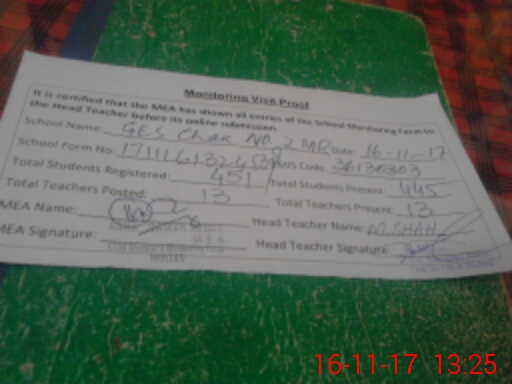 Monitoring Visit Proof
It is certified that the MEA has shown all entries of the School Monitoring Form to
the Head Teacher before its online submission.
School Name: GES Chak No. 2 MR Date: 16-11-17
School Form No: Code:
Total Students Registered: 451 Total Students Present: 445
Total Teachers Posted: 13 Total Teachers Present: 13
MEA Name: Head Teacher Name: M.SHAH
MEA Signature: Head Teacher Signature:
16-11-17 13:25